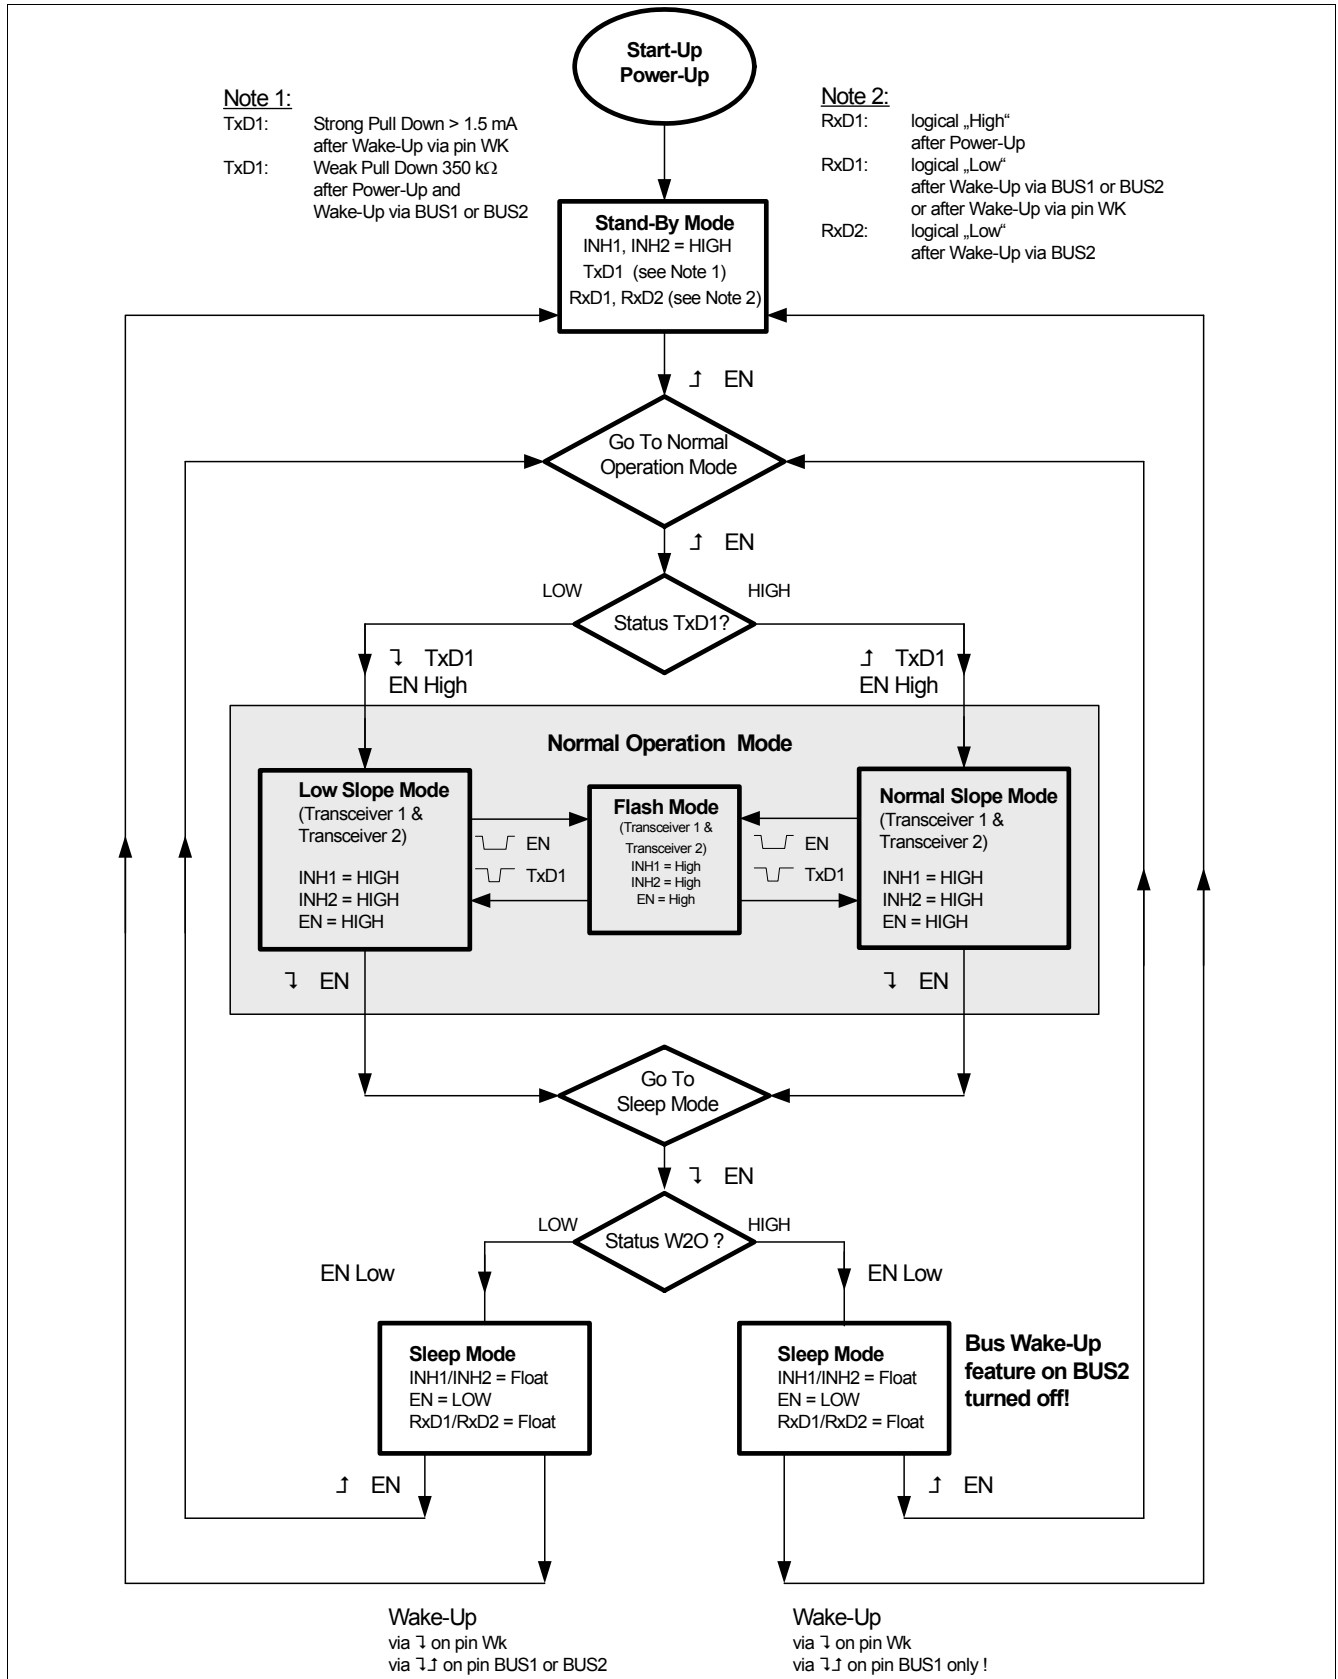 Start-Up
Power-Up
Note 1:
TxD1: Strong Pull Down > 1.5 mA
after Wake-Up via pin WK
TxD1: Weak Pull Down 350 kΩ
after Power-Up and
Wake-Up via BUS1 or BUS2
Note 2:
RxD1: logical „High“
after Power-Up
RxD1: logical „Low“
after Wake-Up via BUS1 or BUS2
or after Wake-Up via pin WK
RxD2: logical „Low“
after Wake-Up via BUS2
Stand-By Mode
INH1, INH2 = HIGH
TxD1 (see Note 1)
RxD1, RxD2 (see Note 2)
EN
Go To Normal
Operation Mode
EN
LOW
HIGH
Status TxD1?
TxD1
EN High
TxD1
EN High
Normal Operation Mode
Low Slope Mode
(Transceiver 1 &
Transceiver 2)
INH1 = HIGH
INH2 = HIGH
EN = HIGH
EN
TxD1
Flash Mode
(Transceiver 1 &
Transceiver 2)
INH1 = High
INH2 = High
EN = High
EN
TxD1
Normal Slope Mode
(Transceiver 1 &
Transceiver 2)
INH1 = HIGH
INH2 = HIGH
EN = HIGH
EN
EN
Go To
Sleep Mode
EN
LOW
HIGH
Status W2O ?
EN Low
EN Low
Sleep Mode
INH1/INH2 = Float
EN = LOW
RxD1/RxD2 = Float
Sleep Mode
INH1/INH2 = Float
EN = LOW
RxD1/RxD2 = Float
Bus Wake-Up
feature on BUS2
turned off!
EN
EN
Wake-Up
via on pin Wk
via on pin BUS1 or BUS2
Wake-Up
via on pin Wk
via on pin BUS1 only !